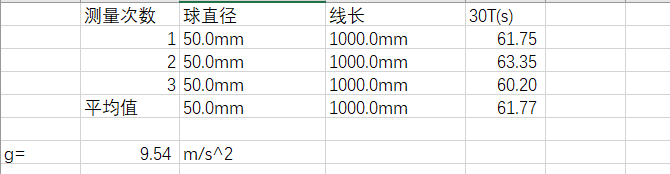 测量次数 球直径 线长 30T(s)
1 50.0mm 1000.0mm 61.75
2 50.0mm 1000.0mm 63.35
3 50.0mm 1000.0mm 60.20
平均值 50.0mm 1000.0mm 61.77
g= 9.54 m/s^2